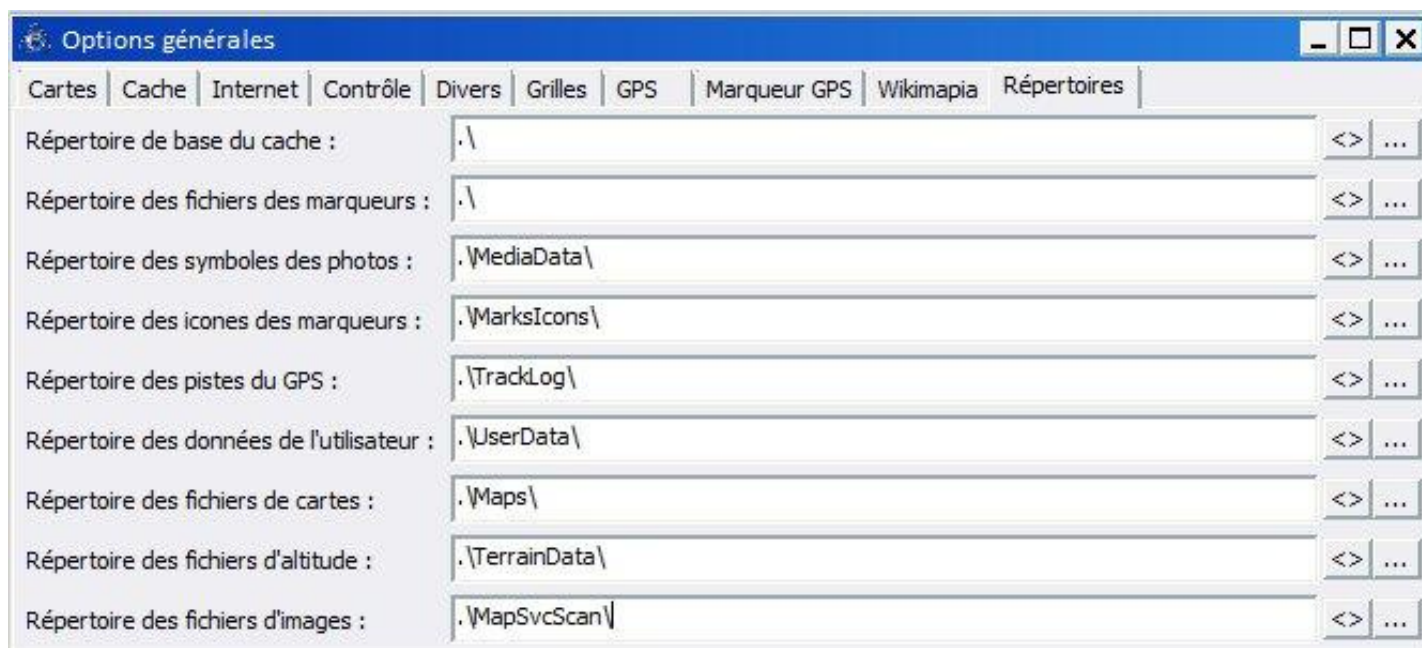 Options générales
Cartes Cache Internet Contrôle Divers Grilles GPS Marqueur GPS Wikimapia Répertoires
Répertoire de base du cache : .\ <> ...
Répertoire des fichiers des marqueurs : .\ <> ...
Répertoire des symboles des photos : .\MediaData\ <> ...
Répertoire des icones des marqueurs : .\MarksIcons\ <> ...
Répertoire des pistes du GPS : .\TrackLog\ <> ...
Répertoire des données de l'utilisateur : .\UserData\ <> ...
Répertoire des fichiers de cartes : .\Maps\ <> ...
Répertoire des fichiers d'altitude : .\TerrainData\ <> ...
Répertoire des fichiers d'images : .\MapSvcScan\ <> ...